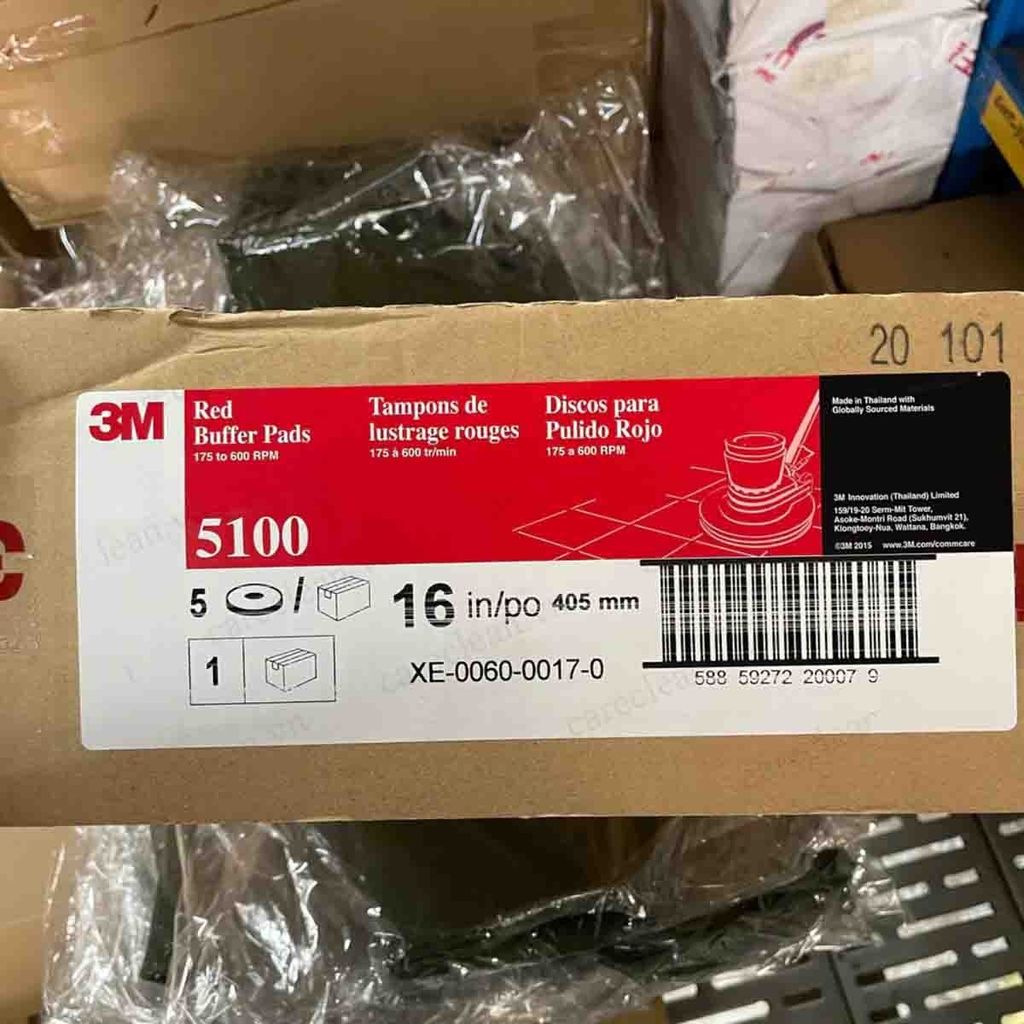 20 101
3M
Red
Buffer Pads
175 to 600 RPM
Tampons de
lustrage rouges
175 à 600 tr/min
Discos para
Pulido Rojo
175 a 600 RPM
5100
Made in Thailand with
Globally Sourced Materials
3M Innovation (Thailand) Limited
159/19-20 Serm-Mit Tower,
Asoke-Montri Road (Sukhumvit 21),
Klongtoey-Nua, Wattana, Bangkok.
©3M 2015 www.3M.com/commcare
5 /
16 in/po 405 mm
1
XE-0060-0017-0
588 59272 20007 9